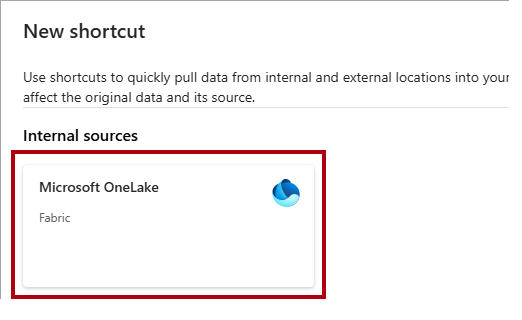 New shortcut
Use shortcuts to quickly pull data from internal and external locations into your
affect the original data and its source.
Internal sources
Microsoft OneLake
Fabric